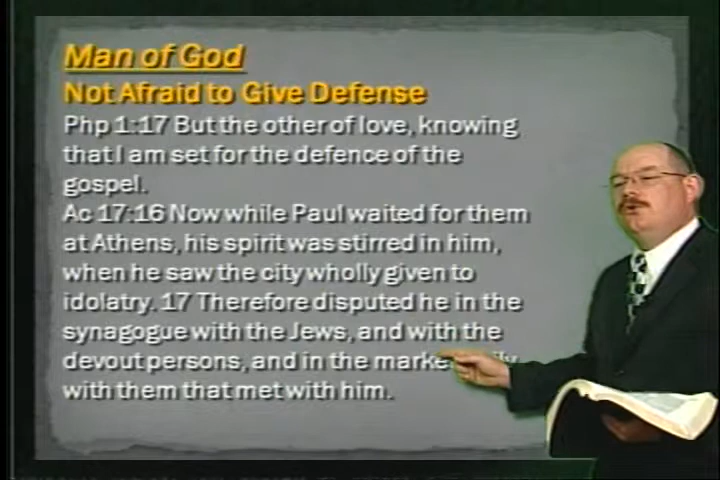 Man of God
Not Afraid to Give Defense
Php 1:17 But the other of love, knowing
that I am set for the defence of the
gospel.
Ac 17:16 Now while Paul waited for them
at Athens, his spirit was stirred in him,
when he saw the city wholly given to
idolatry. 17 Therefore disputed he in the
synagogue with the Jews, and with the
devout persons, and in the
with them that met with him.